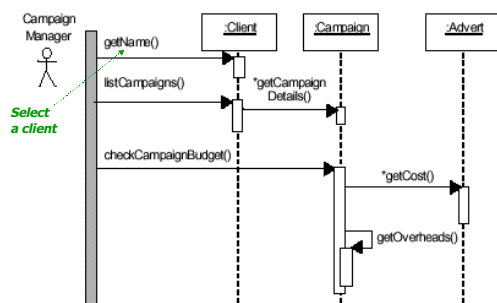 Campaign
Manager
:Client
:Campaign
:Advert
getName()
listCampaigns()
*getCampaign
Details()
Select
a client
checkCampaignBudget()
*getCost()
getOverheads()